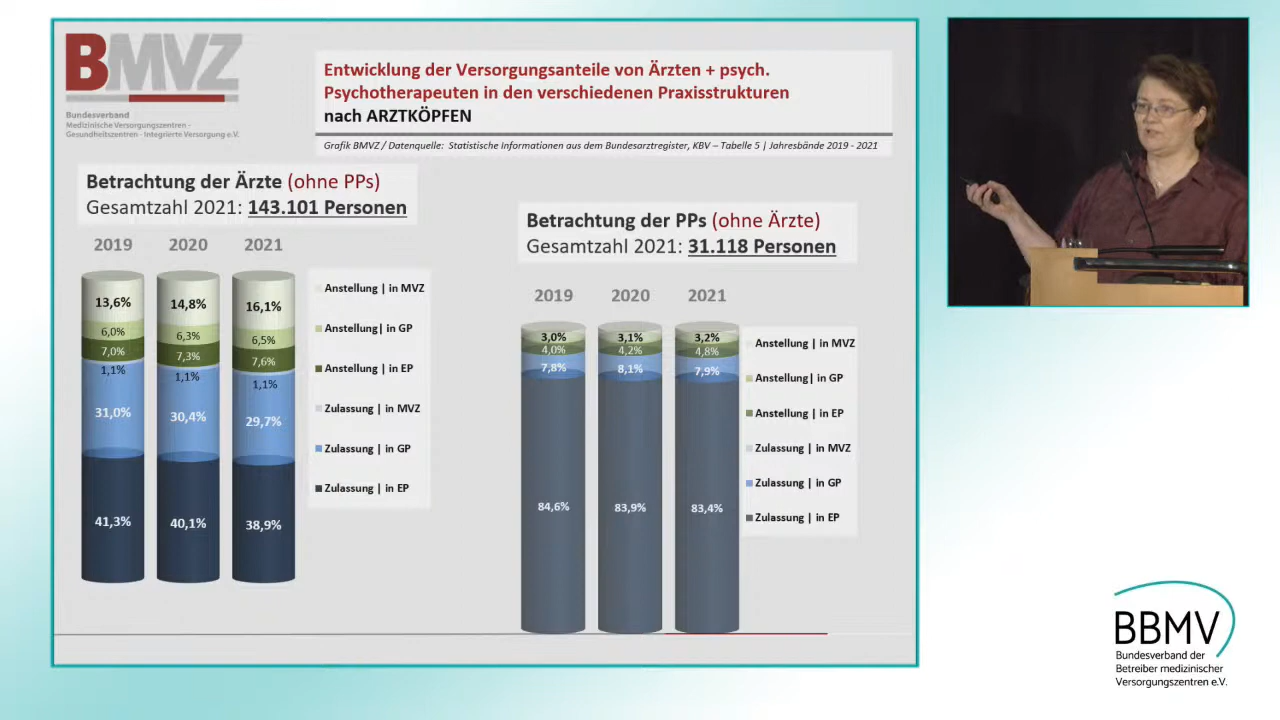 BMVZ
Bundesverband
Medizinische Versorgungszentren -
Gesundheitszentren - Integrierte Versorgung e.V.
Entwicklung der Versorgungsanteile von Ärzten + psych.
Psychotherapeuten in den verschiedenen Praxisstrukturen
nach ARZTKÖPFEN
Grafik BMVZ / Datenquelle: Statistische Informationen aus dem Bundesarztregister, KBV – Tabelle 5 | Jahresbände 2019 - 2021
Betrachtung der Ärzte (ohne PPs)
Gesamtzahl 2021: 143.101 Personen
2019 2020 2021
13,6% 14,8% 16,1%
6,0% 6,3% 6,5%
7,0% 7,3% 7,6%
1,1% 1,1% 1,1%
31,0% 30,4% 29,7%
41,3% 40,1% 38,9%
Anstellung | in MVZ
Anstellung| in GP
Anstellung | in EP
Zulassung | in MVZ
Zulassung | in GP
Zulassung | in EP
Betrachtung der PPs (ohne Ärzte)
Gesamtzahl 2021: 31.118 Personen
2019 2020 2021
3,0% 3,1% 3,2%
4,0% 4,2% 4,8%
7,8% 8,1% 7,9%
84,6% 83,9% 83,4%
Anstellung | in MVZ
Anstellung| in GP
Anstellung | in EP
Zulassung | in MVZ
Zulassung | in GP
Zulassung | in EP
BBMV
Bundesverband der
Betreiber medizinischer
Versorgungszentren e.V.